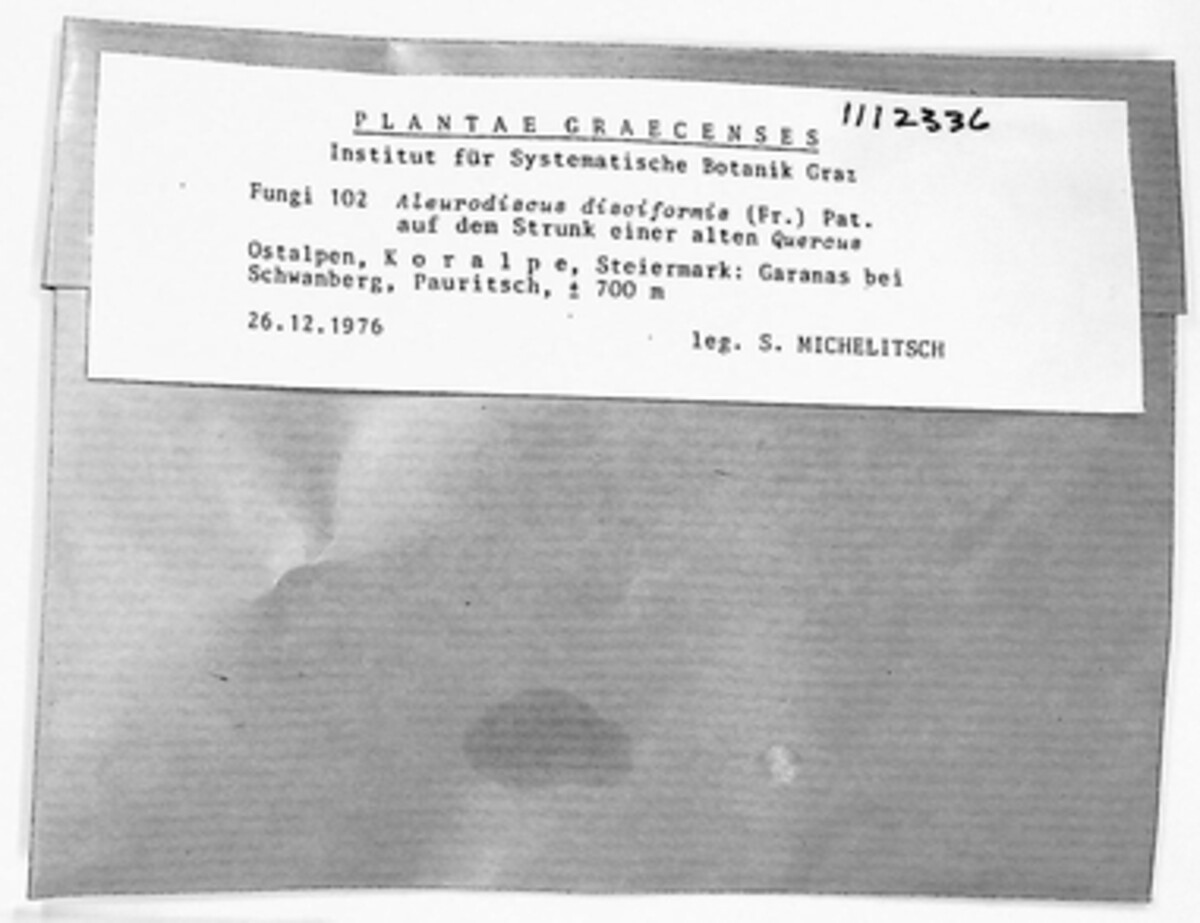 PLANTAE GRAECENSES 1112336
Institut für Systematische Botanik Graz
Fungi 102 Aleurodiscus disciformis (Fr.) Pat.
auf dem Strunk einer alten Quercus
Ostalpen, Koralpe, Steiermark: Garanas bei
Schwanberg, Pauritsch, ± 700 m
26.12.1976 leg. S. MICHELITSCH